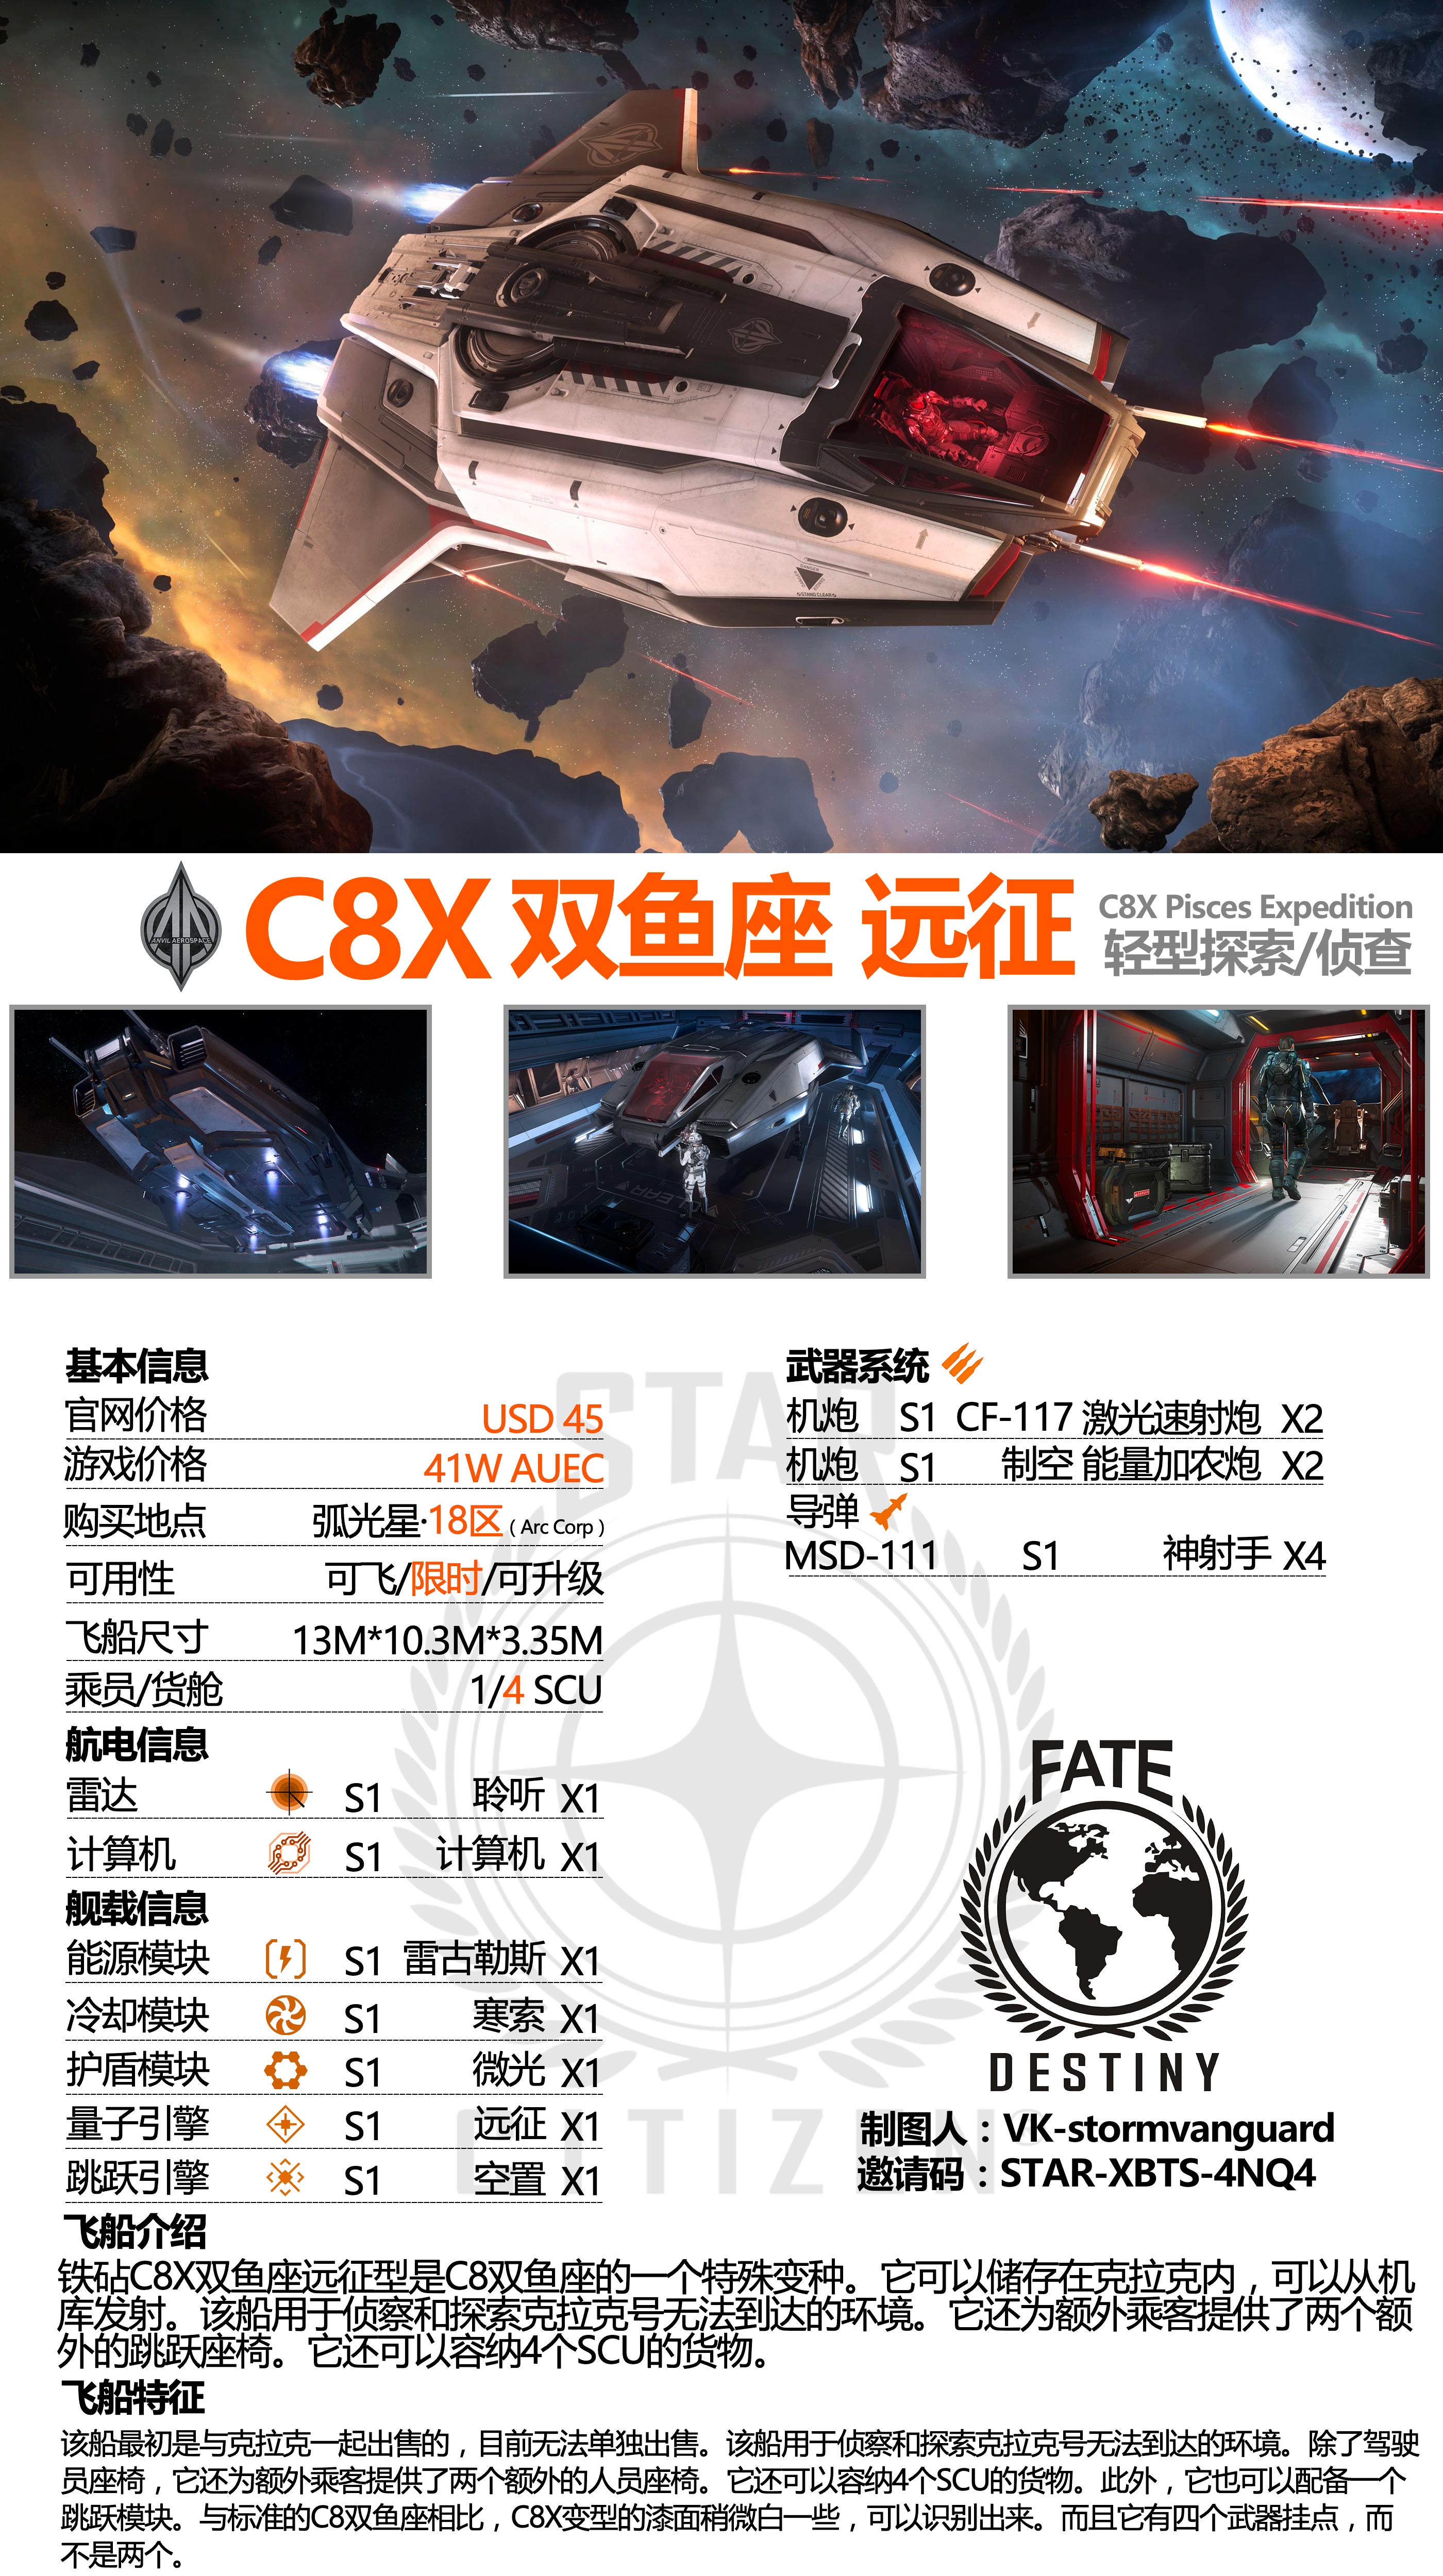 DANGER
STAND CLEAR
ANVIL AEROSPACE
C8X 双鱼座 远征
C8X Pisces Expedition
轻型探索/侦查
基本信息
官网价格 USD 45
游戏价格 41W AUEC
购买地点 弧光星·18区 ( Arc Corp )
可用性 可飞/限时/可升级
飞船尺寸 13M*10.3M*3.35M
乘员/货舱 1/4 SCU
航电信息
雷达 S1 聆听 X1
计算机 S1 计算机 X1
舰载信息
能源模块 S1 雷古勒斯 X1
冷却模块 S1 寒索 X1
护盾模块 S1 微光 X1
量子引擎 S1 远征 X1
跳跃引擎 S1 空置 X1
武器系统
机炮 S1 CF-117 激光速射炮 X2
机炮 S1 制空 能量加农炮 X2
导弹
MSD-111 S1 神射手 X4
STAR
CITIZEN
FATE
DESTINY
制图人：VK-stormvanguard
邀请码：STAR-XBTS-4NQ4
飞船介绍
铁砧C8X双鱼座远征型是C8双鱼座的一个特殊变种。它可以储存在克拉克内，可以从机
库发射。该船用于侦察和探索克拉克号无法到达的环境。它还为额外乘客提供了两个额
外的跳跃座椅。它还可以容纳4个SCU的货物。
飞船特征
该船最初是与克拉克一起出售的，目前无法单独出售。该船用于侦察和探索克拉克号无法到达的环境。除了驾驶
员座椅，它还为额外乘客提供了两个额外的人员座椅。它还可以容纳4个SCU的货物。此外，它也可以配备一个
跳跃模块。与标准的C8双鱼座相比，C8X变型的漆面稍微白一些，可以识别出来。而且它有四个武器挂点，而
不是两个。